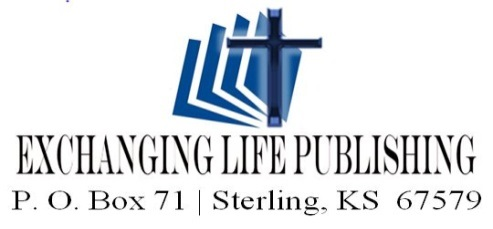 EXCHANGING LIFE PUBLISHING
P. O. Box 71 | Sterling, KS 67579